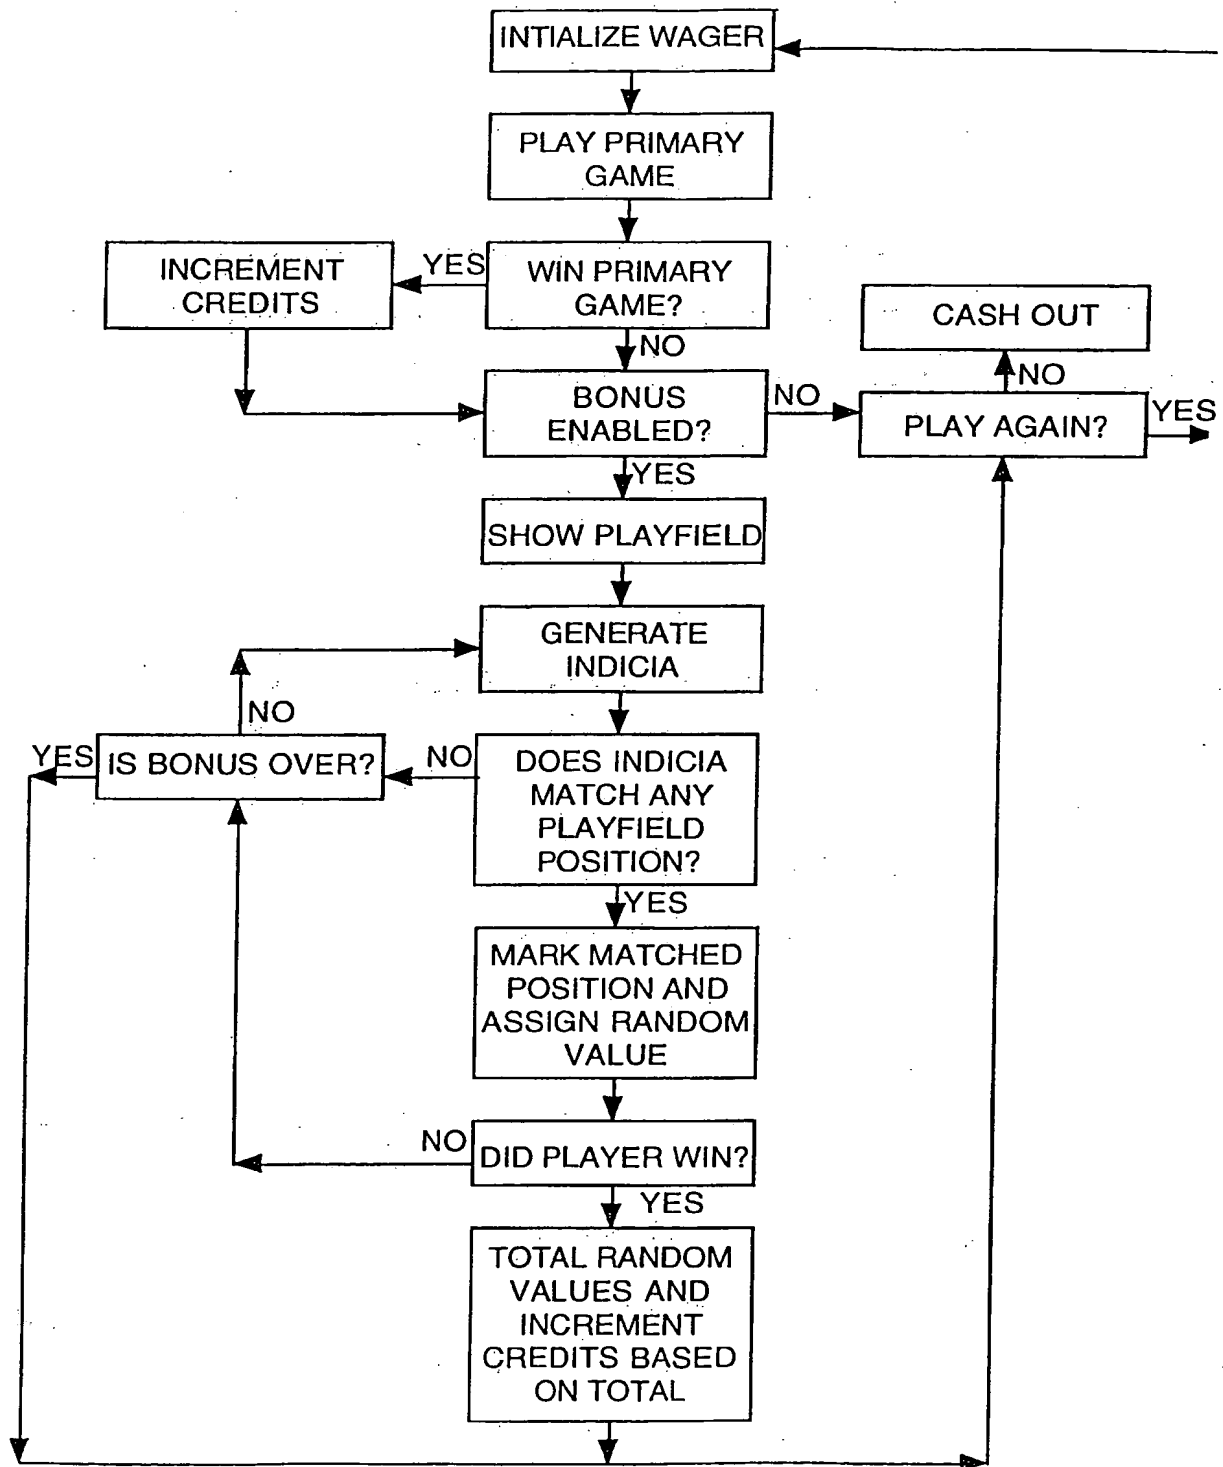 INTIALIZE WAGER
PLAY PRIMARY
GAME
WIN PRIMARY
GAME?
YES
INCREMENT
CREDITS
NO
CASH OUT
BONUS
ENABLED?
NO
NO
PLAY AGAIN?
YES
YES
SHOW PLAYFIELD
GENERATE
INDICIA
NO
YES
IS BONUS OVER?
NO
DOES INDICIA
MATCH ANY
PLAYFIELD
POSITION?
YES
MARK MATCHED
POSITION AND
ASSIGN RANDOM
VALUE
NO
DID PLAYER WIN?
YES
TOTAL RANDOM
VALUES AND
INCREMENT
CREDITS BASED
ON TOTAL